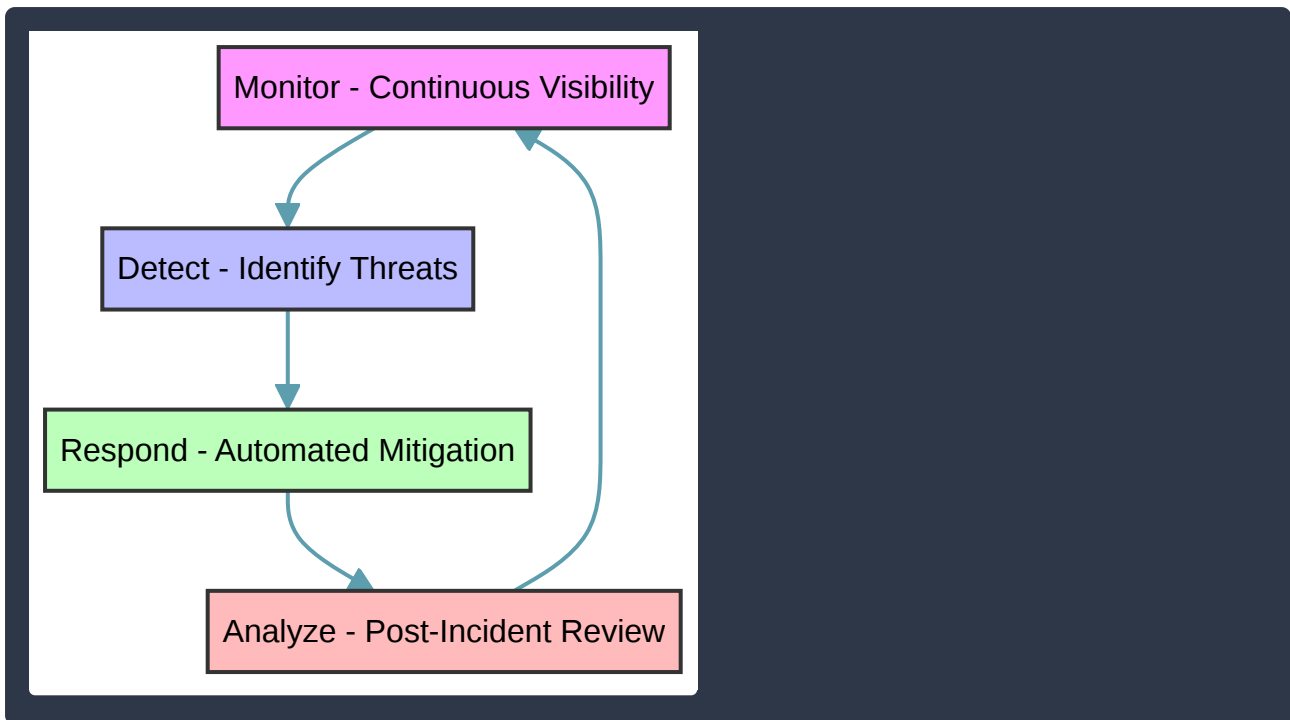 Monitor - Continuous Visibility
Detect - Identify Threats
Respond - Automated Mitigation
Analyze - Post-Incident Review